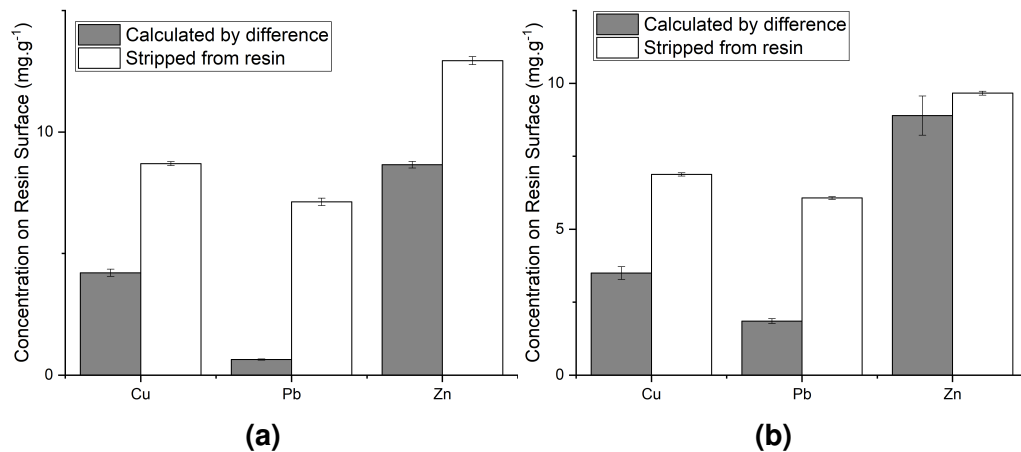 Concentration on Resin Surface (mg.g⁻¹)
Calculated by difference
Stripped from resin
10
0
Cu Pb Zn
(a)
Concentration on Resin Surface (mg.g⁻¹)
Calculated by difference
Stripped from resin
10
5
0
Cu Pb Zn
(b)